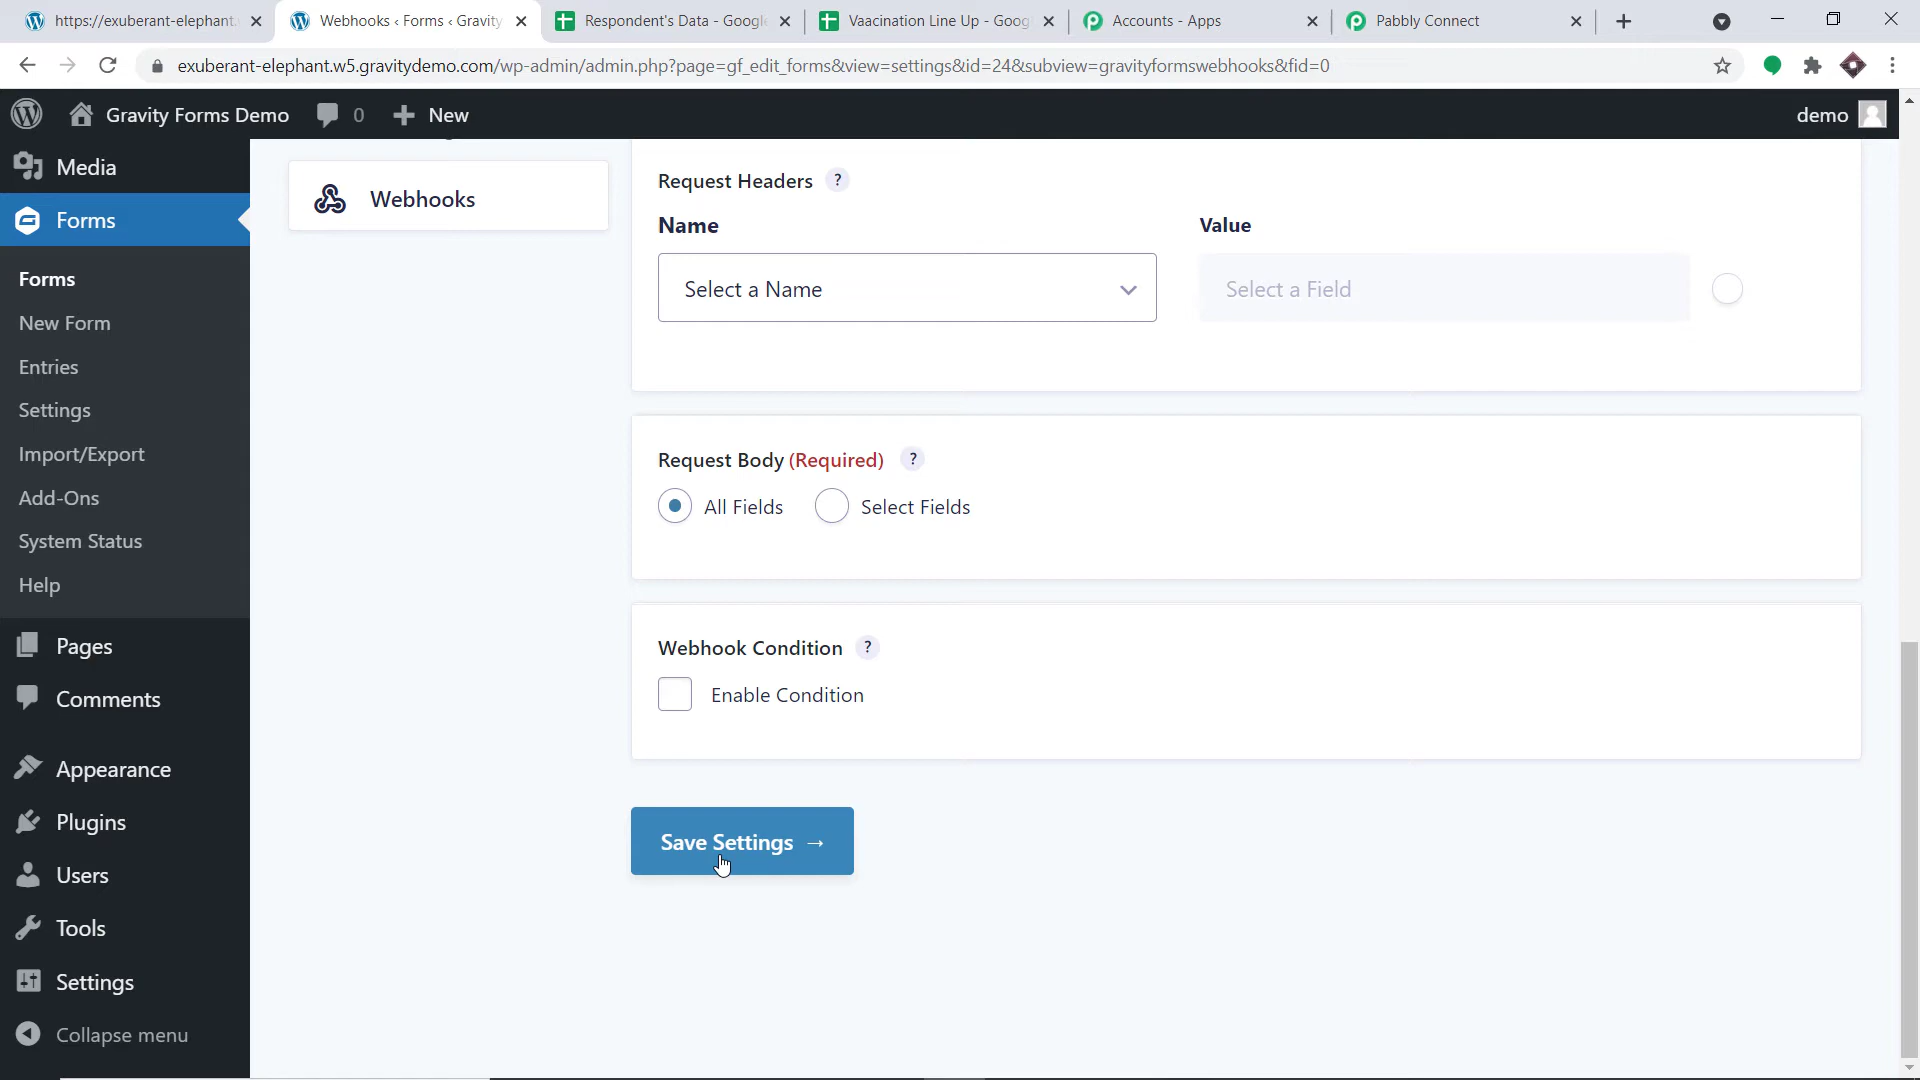 https://exuberant-elephant.
Webhooks ‹ Forms ‹ Gravity
Respondent's Data - Google
Vaacination Line Up - Goog
Accounts - Apps
Pabbly Connect
exuberant-elephant.w5.gravitydemo.com/wp-admin/admin.php?page=gf_edit_forms&view=settings&id=24&subview=gravityformswebhooks&fid=0
Gravity Forms Demo
0
New
demo
Media
Forms
Forms
New Form
Entries
Settings
Import/Export
Add-Ons
System Status
Help
Pages
Comments
Appearance
Plugins
Users
Tools
Settings
Collapse menu
Webhooks
Request Headers ?
Name
Value
Select a Name
Select a Field
Request Body (Required) ?
All Fields
Select Fields
Webhook Condition ?
Enable Condition
Save Settings →